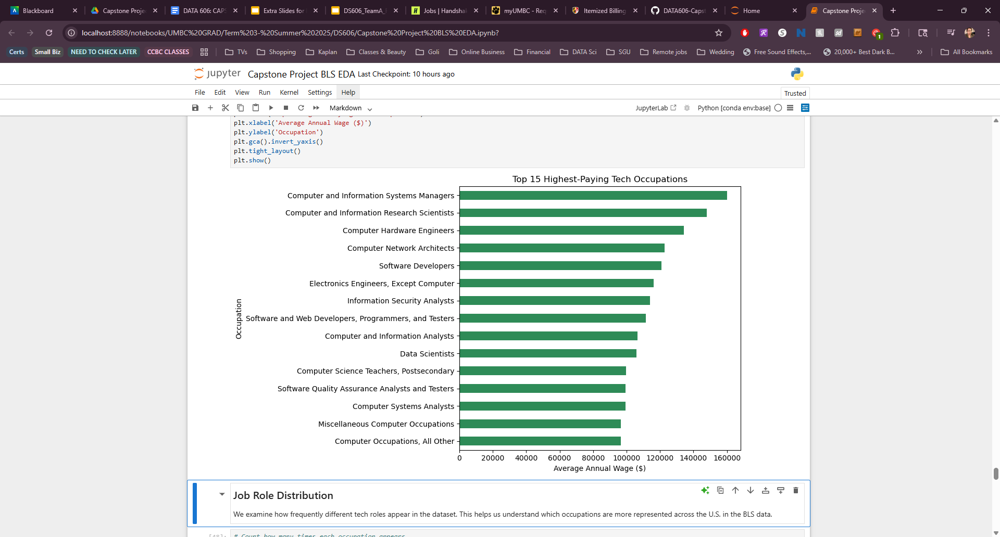 Blackboard
Capstone Proje
DATA 606: CAPS
Extra Slides for
DS606_TeamA_
Jobs | Handshak
myUMBC - Req
Itemized Billing
DATA606-Capst
Home
Capstone Proje
localhost:8888/notebooks/UMBC%20GRAD/Term%203-%20Summer%202025/DS606/Capstone%20Project%20BLS%20EDA.ipynb?
1
Certs
Small Biz
NEED TO CHECK LATER
CCBC CLASSES
TVs
Shopping
Kaplan
Classes & Beauty
Goli
Online Business
Financial
DATA Sci
SGU
Remote jobs
Wedding
Free Sound Effects,...
20,000+ Best Dark B...
All Bookmarks
jupyter
Capstone Project BLS EDA Last Checkpoint: 10 hours ago
File Edit View Run Kernel Settings Help
Trusted
Markdown
JupyterLab
Python [conda env:base]
plt.xlabel('Average Annual Wage ($)')
plt.ylabel('Occupation')
plt.gca().invert_yaxis()
plt.tight_layout()
plt.show()
Top 15 Highest-Paying Tech Occupations
Computer and Information Systems Managers
Computer and Information Research Scientists
Computer Hardware Engineers
Computer Network Architects
Software Developers
Electronics Engineers, Except Computer
Information Security Analysts
Software and Web Developers, Programmers, and Testers
Computer and Information Analysts
Data Scientists
Computer Science Teachers, Postsecondary
Software Quality Assurance Analysts and Testers
Computer Systems Analysts
Miscellaneous Computer Occupations
Computer Occupations, All Other
Occupation
0 20000 40000 60000 80000 100000 120000 140000 160000
Average Annual Wage ($)
Job Role Distribution
We examine how frequently different tech roles appear in the dataset. This helps us understand which occupations are more represented across the U.S. in the BLS data.
[48]: # Count how many times each occupation appears